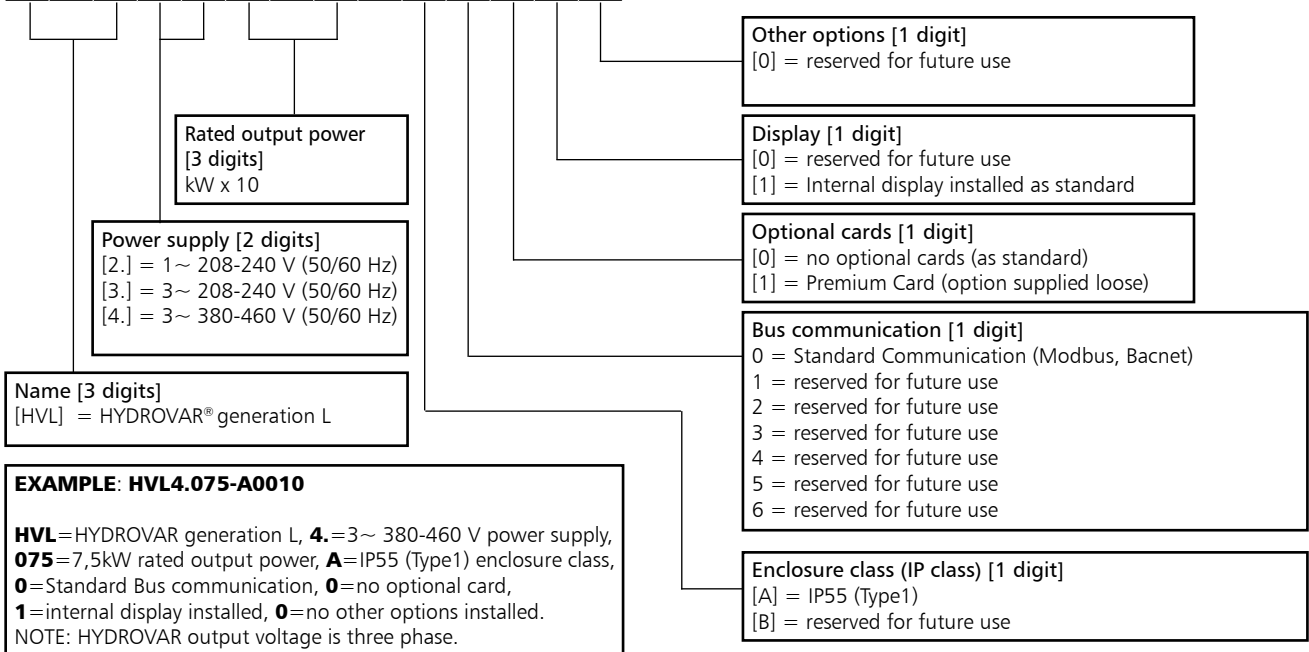 Other options [1 digit]
[0] = reserved for future use
Rated output power
[3 digits]
kW x 10
Display [1 digit]
[0] = reserved for future use
[1] = Internal display installed as standard
Power supply [2 digits]
[2.] = 1~ 208-240 V (50/60 Hz)
[3.] = 3~ 208-240 V (50/60 Hz)
[4.] = 3~ 380-460 V (50/60 Hz)
Optional cards [1 digit]
[0] = no optional cards (as standard)
[1] = Premium Card (option supplied loose)
Bus communication [1 digit]
0 = Standard Communication (Modbus, Bacnet)
1 = reserved for future use
2 = reserved for future use
3 = reserved for future use
4 = reserved for future use
5 = reserved for future use
6 = reserved for future use
Name [3 digits]
[HVL] = HYDROVAR® generation L
EXAMPLE: HVL4.075-A0010
HVL=HYDROVAR generation L, 4.=3~ 380-460 V power supply,
075=7,5kW rated output power, A=IP55 (Type1) enclosure class,
0=Standard Bus communication, 0=no optional card,
1=internal display installed, 0=no other options installed.
NOTE: HYDROVAR output voltage is three phase.
Enclosure class (IP class) [1 digit]
[A] = IP55 (Type1)
[B] = reserved for future use